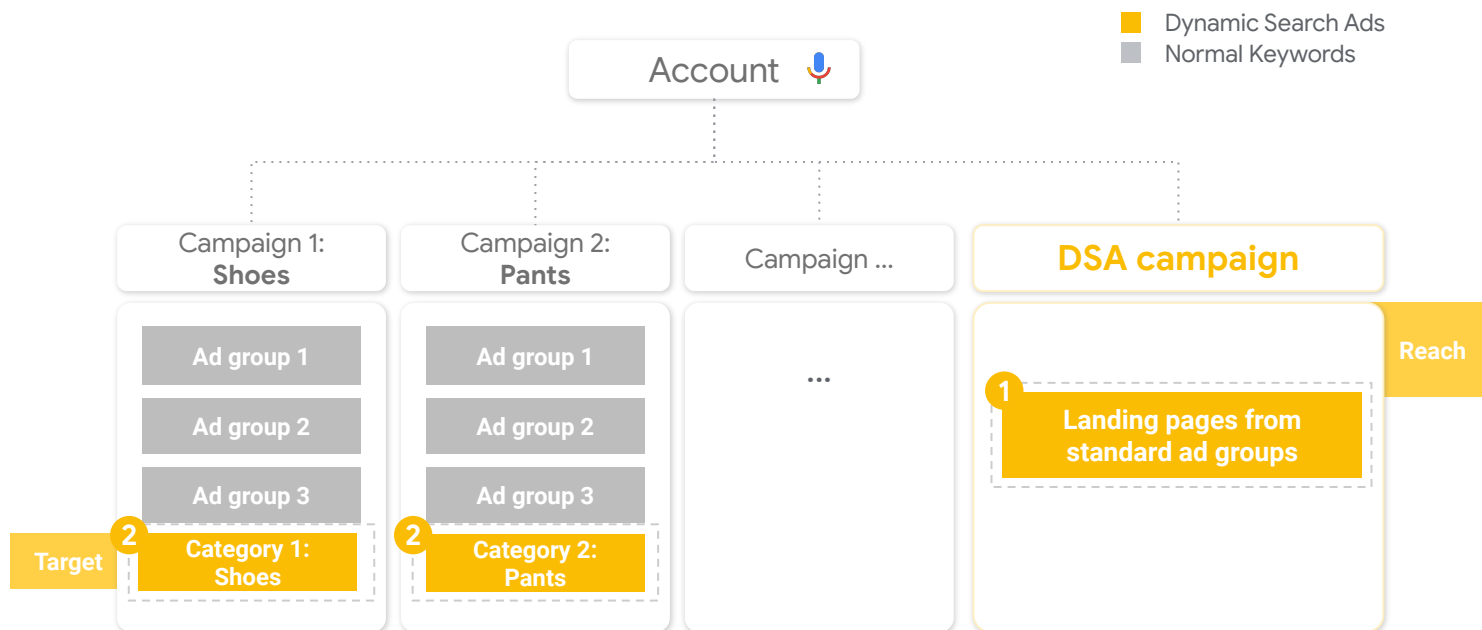 Dynamic Search Ads
Normal Keywords
Account
Campaign 1:
Shoes
Campaign 2:
Pants
Campaign ...
DSA campaign
Ad group 1
Ad group 2
Ad group 3
2
Category 1:
Shoes
Target
Ad group 1
Ad group 2
Ad group 3
2
Category 2:
Pants
...
Reach
1
Landing pages from
standard ad groups